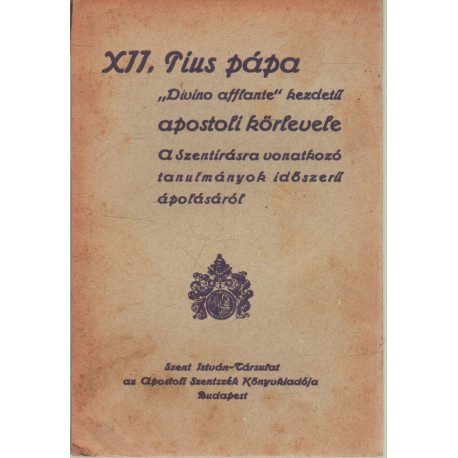 XII. Pius pápa
„Divino afflante" kezdetű
apostoli körlevele
A Szentírásra vonatkozó
tanulmányok időszerű
ápolásáról
Szent István-Társulat
az Apostoli Szentszék Könyvkiadója
Budapest